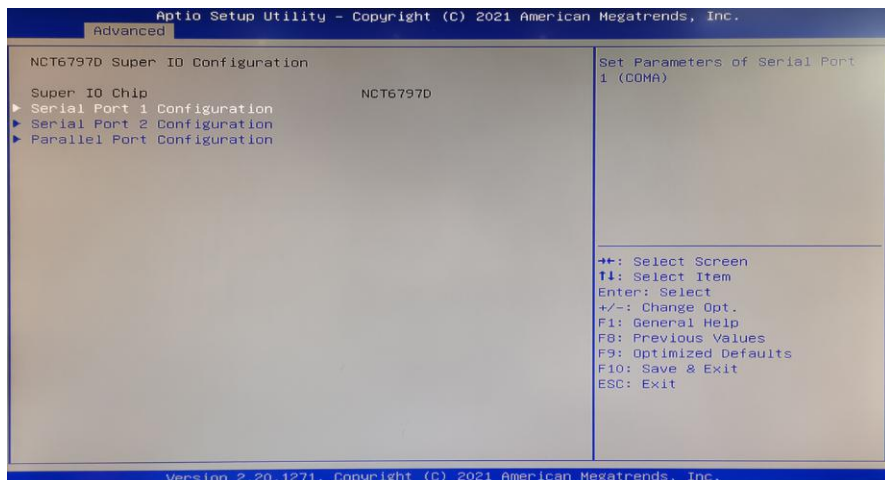 Aptio Setup Utility – Copyright (C) 2021 American Megatrends, Inc.
Advanced
NCT6797D Super IO Configuration
Super IO Chip NCT6797D
► Serial Port 1 Configuration
► Serial Port 2 Configuration
► Parallel Port Configuration
Set Parameters of Serial Port
1 (COMA)
→←: Select Screen
↑↓: Select Item
Enter: Select
+/-: Change Opt.
F1: General Help
F8: Previous Values
F9: Optimized Defaults
F10: Save & Exit
ESC: Exit
Version 2.20.1271. Copyright (C) 2021 American Megatrends, Inc.